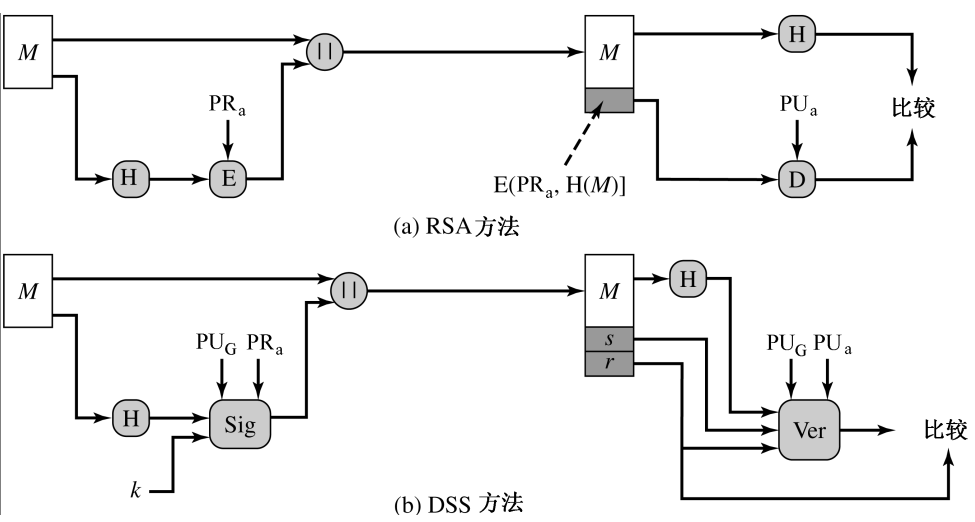 M
||
PRa
H
E
M
H
PUa
比较
D
E(PRa, H(M)]
(a) RSA方法
M
||
PUG PRa
H
Sig
k
M
H
s
r
PUG PUa
Ver
比较
(b) DSS 方法